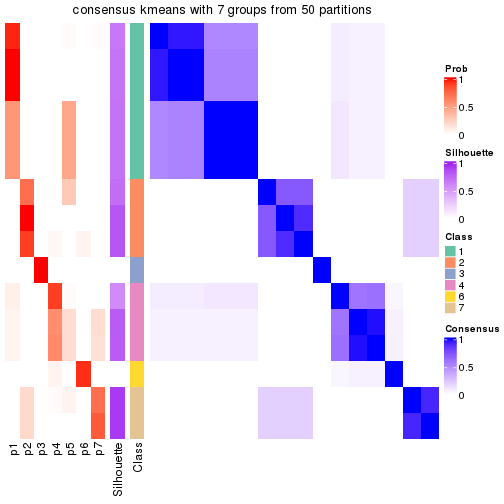 consensus kmeans with 7 groups from 50 partitions
Prob
1
0.5
0
Silhouette
1
0.5
0
Class
1
2
3
4
6
7
Consensus
1
0.5
0
p1
p2
p3
p4
p5
p6
p7
Silhouette
Class